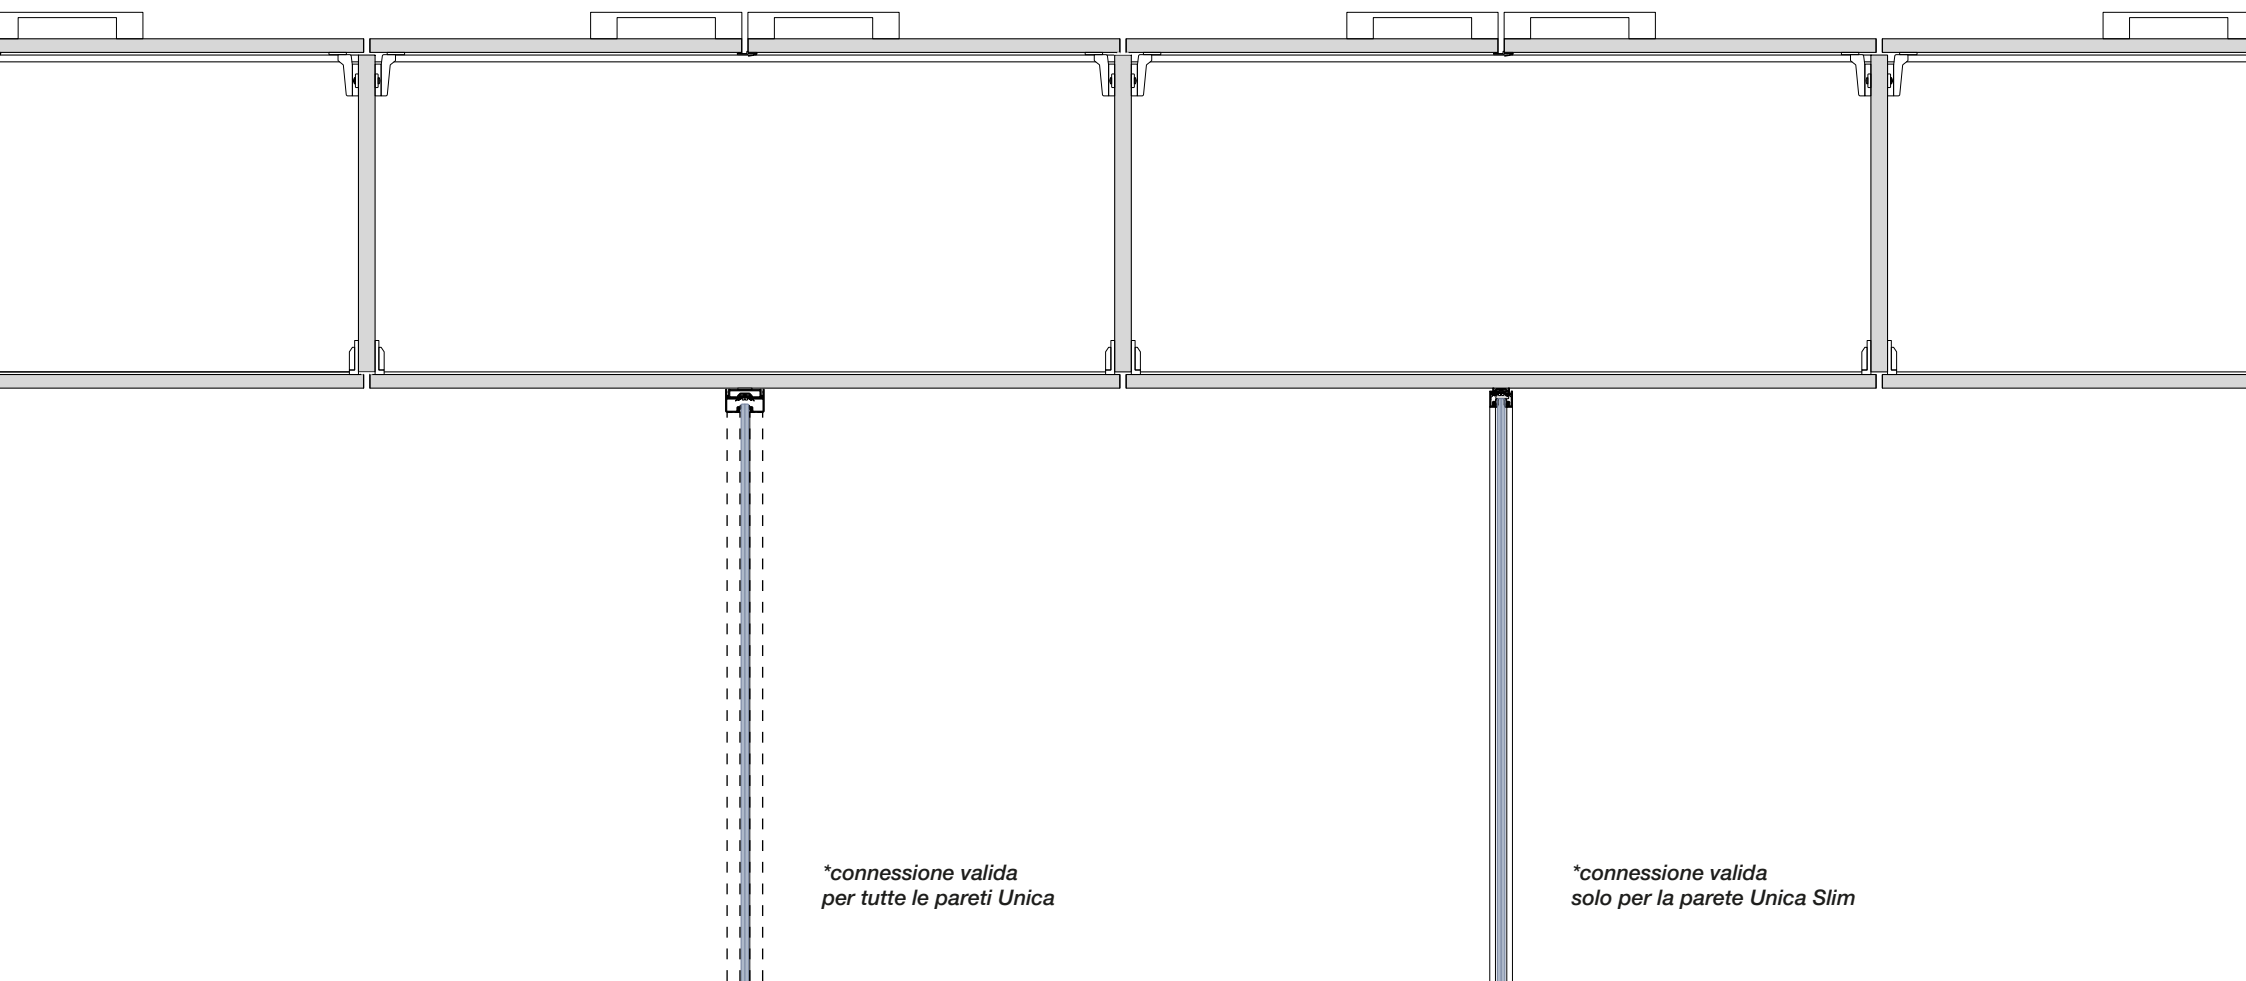 *connessione valida
per tutte le pareti Unica
*connessione valida
solo per la parete Unica Slim